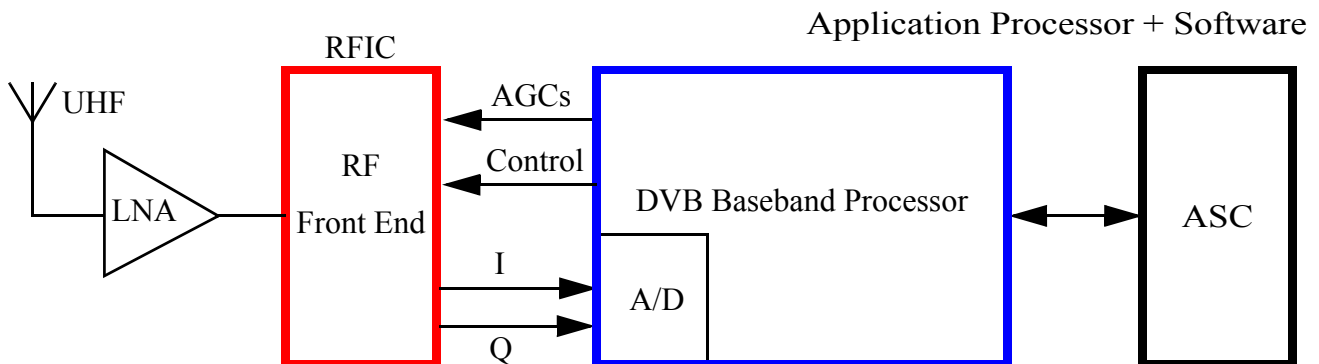 Application Processor + Software
RFIC
UHF
LNA
RF
Front End
AGCs
Control
I
Q
DVB Baseband Processor
A/D
ASC